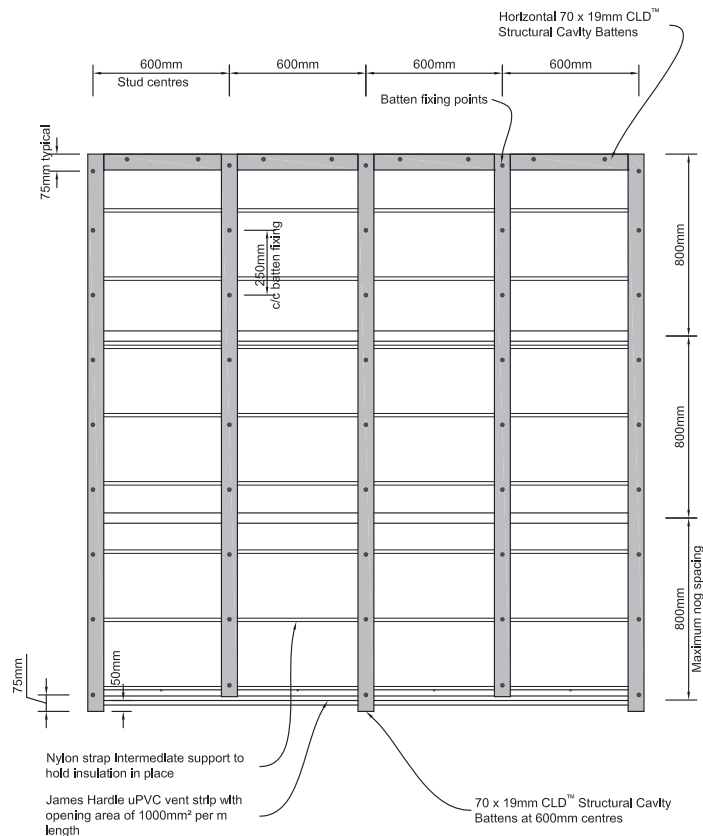 Horizontal 70 x 19mm CLD™
Structural Cavity Battens
600mm
600mm
600mm
600mm
Stud centres
Batten fixing points
75mm typical
250mm
c/c batten fixing
800mm
800mm
800mm
Maximum nog spacing
75mm
50mm
Nylon strap intermediate support to
hold insulation in place
James Hardie uPVC vent strip with
opening area of 1000mm² per m
length
70 x 19mm CLD™ Structural Cavity
Battens at 600mm centres